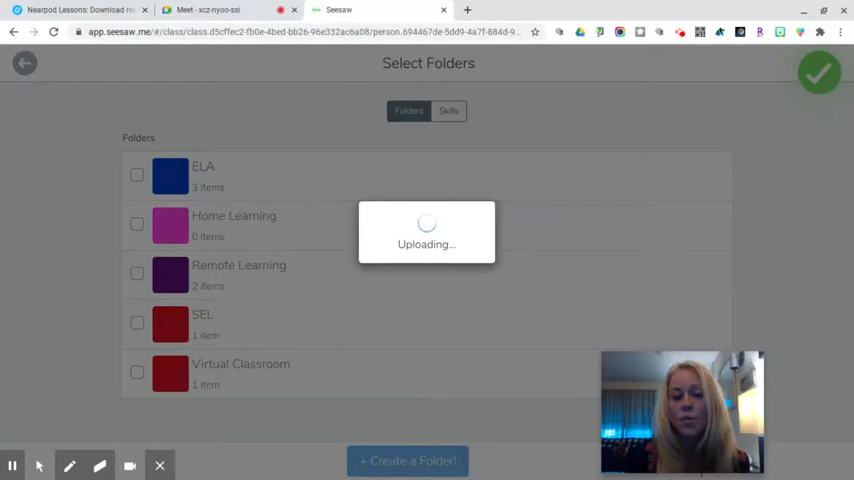 Nearpod Lessons: Download rea
Meet - xcz-nyoo-ssi
Seesaw
app.seesaw.me/#/class/class.d5cffec2-fb0e-4bed-bb26-96e332ac6a08/person.694467de-5dd9-4a7f-884d-9...
Select Folders
Folders
Skills
Folders
ELA
3 items
Home Learning
0 items
Uploading...
Remote Learning
2 items
SEL
1 item
Virtual Classroom
1 item
+ Create a Folder!